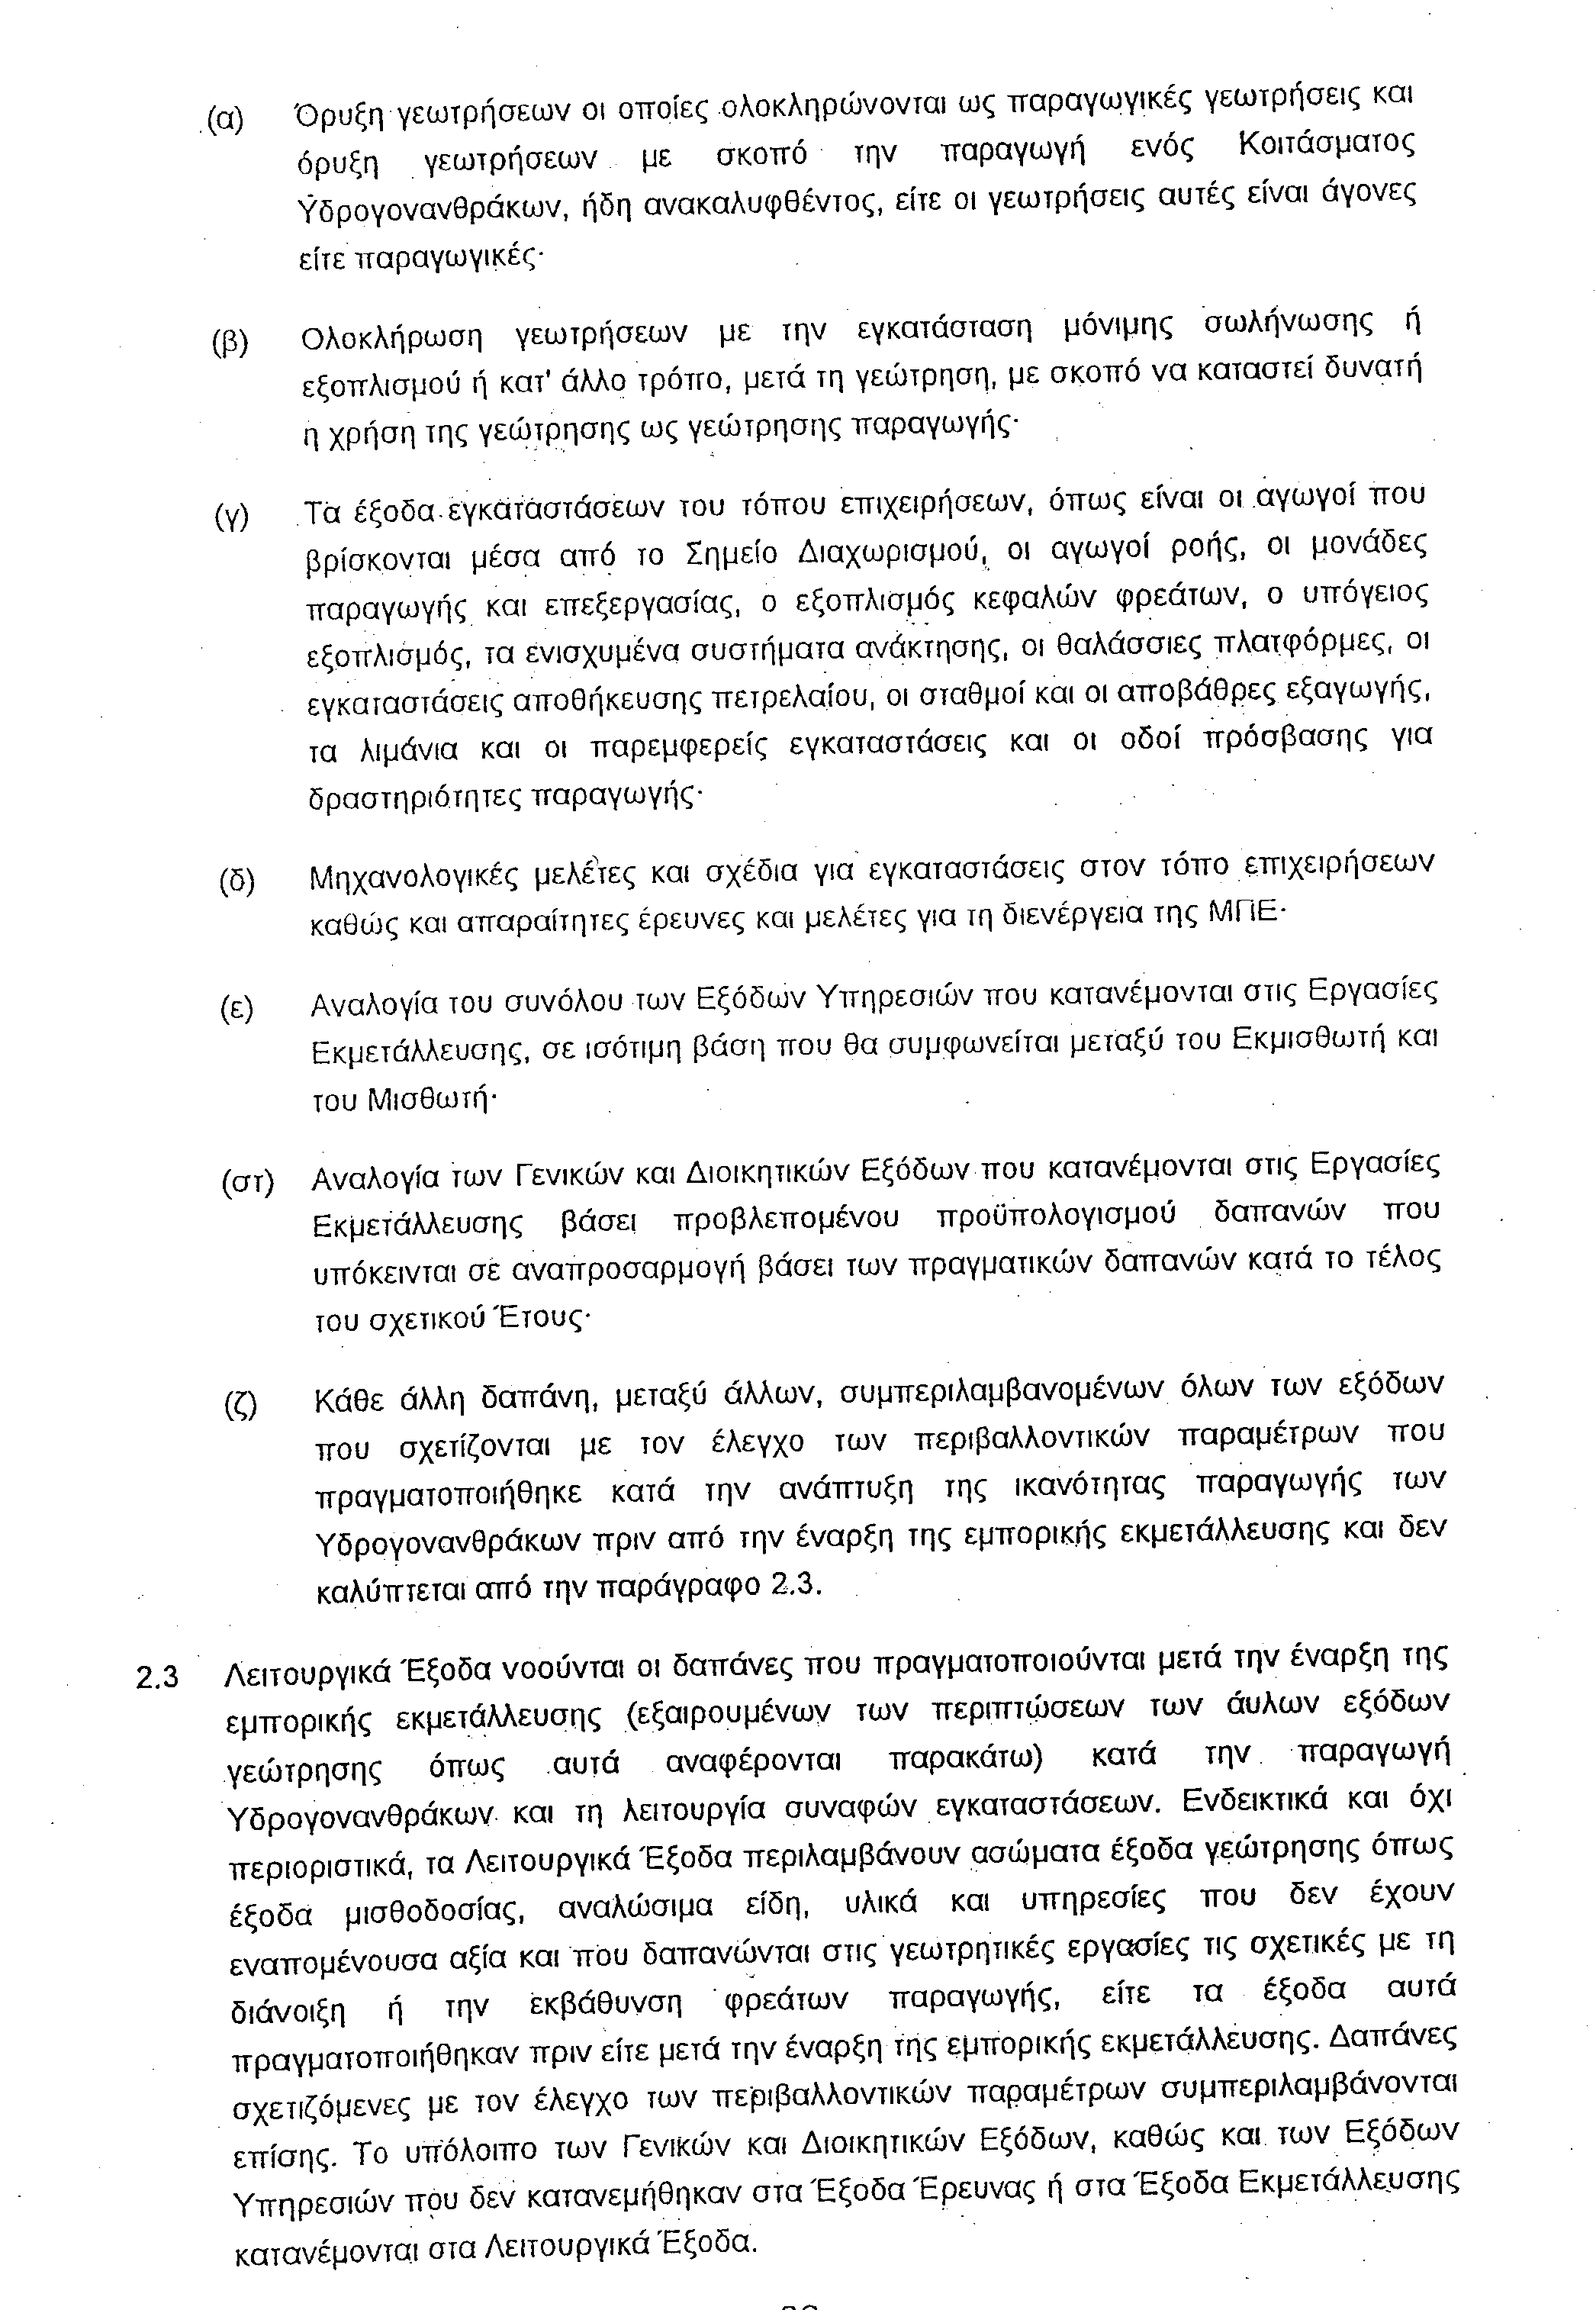 (α) Όρυξη γεωτρήσεων οι οποίες ολοκληρώνονται ως παραγωγικές γεωτρήσεις και
όρυξη γεωτρήσεων με σκοπό την παραγωγή ενός Κοιτάσματος
Υδρογονανθράκων, ήδη ανακαλυφθέντος, είτε οι γεωτρήσεις αυτές είναι άγονες
είτε παραγωγικές·
(β) Ολοκλήρωση γεωτρήσεων με την εγκατάσταση μόνιμης σωλήνωσης ή
εξοπλισμού ή κατ' άλλο τρόπο, μετά τη γεώτρηση, με σκοπό να καταστεί δυνατή
η χρήση της γεώτρησης ως γεώτρησης παραγωγής·
(γ) Τα έξοδα εγκαταστάσεων του τόπου επιχειρήσεων, όπως είναι οι αγωγοί που
βρίσκονται μέσα από το Σημείο Διαχωρισμού, οι αγωγοί ροής, οι μονάδες
παραγωγής και επεξεργασίας, ο εξοπλισμός κεφαλών φρεάτων, ο υπόγειος
εξοπλισμός, τα ενισχυμένα συστήματα ανάκτησης, οι θαλάσσιες πλατφόρμες, οι
εγκαταστάσεις αποθήκευσης πετρελαίου, οι σταθμοί και οι αποβάθρες εξαγωγής,
τα λιμάνια και οι παρεμφερείς εγκαταστάσεις και οι οδοί πρόσβασης για
δραστηριότητες παραγωγής·
(δ) Μηχανολογικές μελέτες και σχέδια για εγκαταστάσεις στον τόπο επιχειρήσεων
καθώς και απαραίτητες έρευνες και μελέτες για τη διενέργεια της ΜΠΕ·
(ε) Αναλογία του συνόλου των Εξόδων Υπηρεσιών που κατανέμονται στις Εργασίες
Εκμετάλλευσης, σε ισότιμη βάση που θα συμφωνείται μεταξύ του Εκμισθωτή και
του Μισθωτή·
(στ) Αναλογία των Γενικών και Διοικητικών Εξόδων που κατανέμονται στις Εργασίες
Εκμετάλλευσης βάσει προβλεπομένου προϋπολογισμού δαπανών που
υπόκεινται σε αναπροσαρμογή βάσει των πραγματικών δαπανών κατά το τέλος
του σχετικού Έτους·
(ζ) Κάθε άλλη δαπάνη, μεταξύ άλλων, συμπεριλαμβανομένων όλων των εξόδων
που σχετίζονται με τον έλεγχο των περιβαλλοντικών παραμέτρων που
πραγματοποιήθηκε κατά την ανάπτυξη της ικανότητας παραγωγής των
Υδρογονανθράκων πριν από την έναρξη της εμπορικής εκμετάλλευσης και δεν
καλύπτεται από την παράγραφο 2.3.
2.3 Λειτουργικά Έξοδα νοούνται οι δαπάνες που πραγματοποιούνται μετά την έναρξη της
εμπορικής εκμετάλλευσης (εξαιρουμένων των περιπτώσεων των άυλων εξόδων
γεώτρησης όπως αυτά αναφέρονται παρακάτω) κατά την παραγωγή
Υδρογονανθράκων και τη λειτουργία συναφών εγκαταστάσεων. Ενδεικτικά και όχι
περιοριστικά, τα Λειτουργικά Έξοδα περιλαμβάνουν ασώματα έξοδα γεώτρησης όπως
έξοδα μισθοδοσίας, αναλώσιμα είδη, υλικά και υπηρεσίες που δεν έχουν
εναπομένουσα αξία και που δαπανώνται στις γεωτρητικές εργασίες τις σχετικές με τη
διάνοιξη ή την εκβάθυνση φρεάτων παραγωγής, είτε τα έξοδα αυτά
πραγματοποιήθηκαν πριν είτε μετά την έναρξη της εμπορικής εκμετάλλευσης. Δαπάνες
σχετιζόμενες με τον έλεγχο των περιβαλλοντικών παραμέτρων συμπεριλαμβάνονται
επίσης. Το υπόλοιπο των Γενικών και Διοικητικών Εξόδων, καθώς και των Εξόδων
Υπηρεσιών που δεν κατανεμήθηκαν στα Έξοδα Έρευνας ή στα Έξοδα Εκμετάλλευσης
κατανέμονται στα Λειτουργικά Έξοδα.